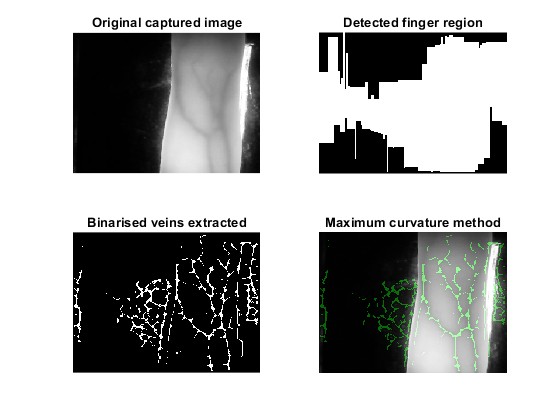 Original captured image
Detected finger region
Binarised veins extracted
Maximum curvature method